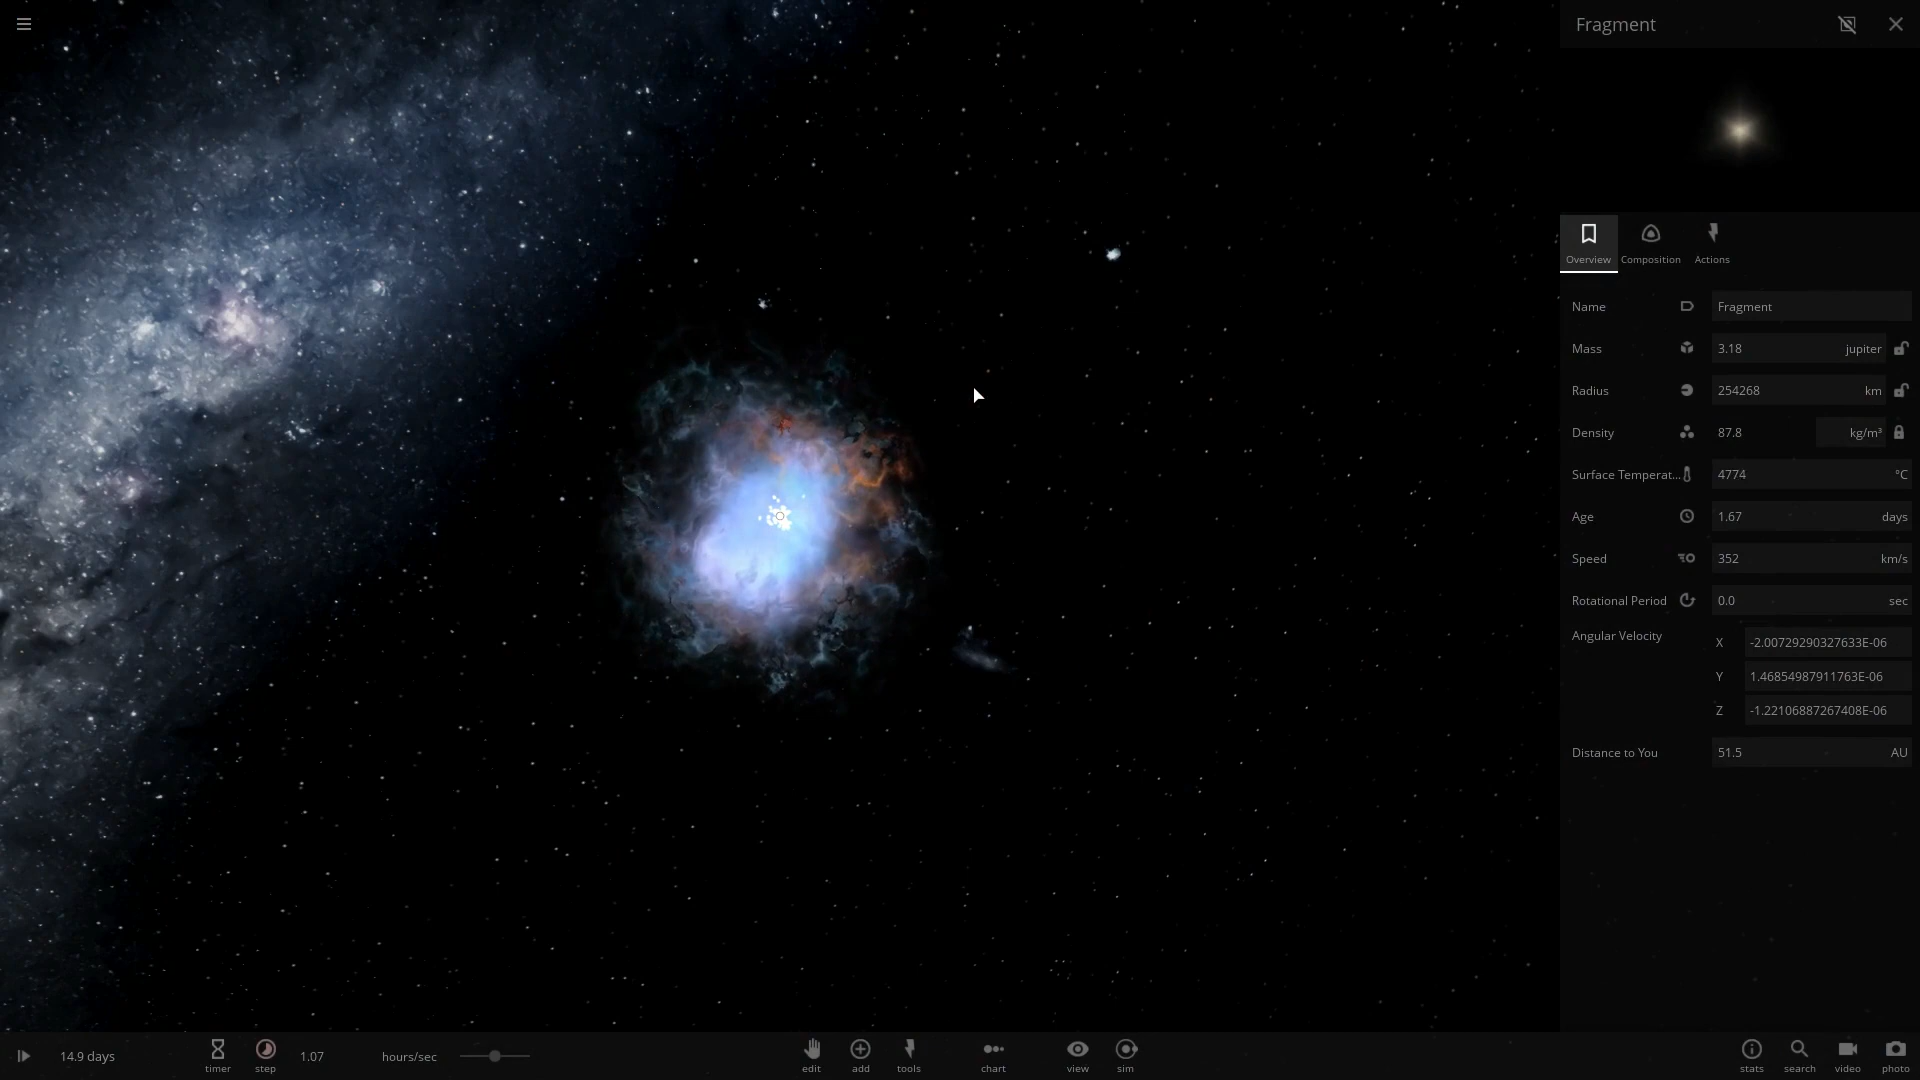 Fragment
Overview Composition Actions
Name Fragment
Mass 3.18 jupiter
Radius 254268 km
Density 87.8 kg/m³
Surface Temperat... 4774 °C
Age 1.67 days
Speed 352 km/s
Rotational Period 0.0 sec
Angular Velocity X -2.00729290327633E-06
Y 1.46854987911763E-06
Z -1.22106887267408E-06
Distance to You 51.5 AU
14.9 days timer step 1.07 hours/sec edit add tools chart view sim stats search video photo